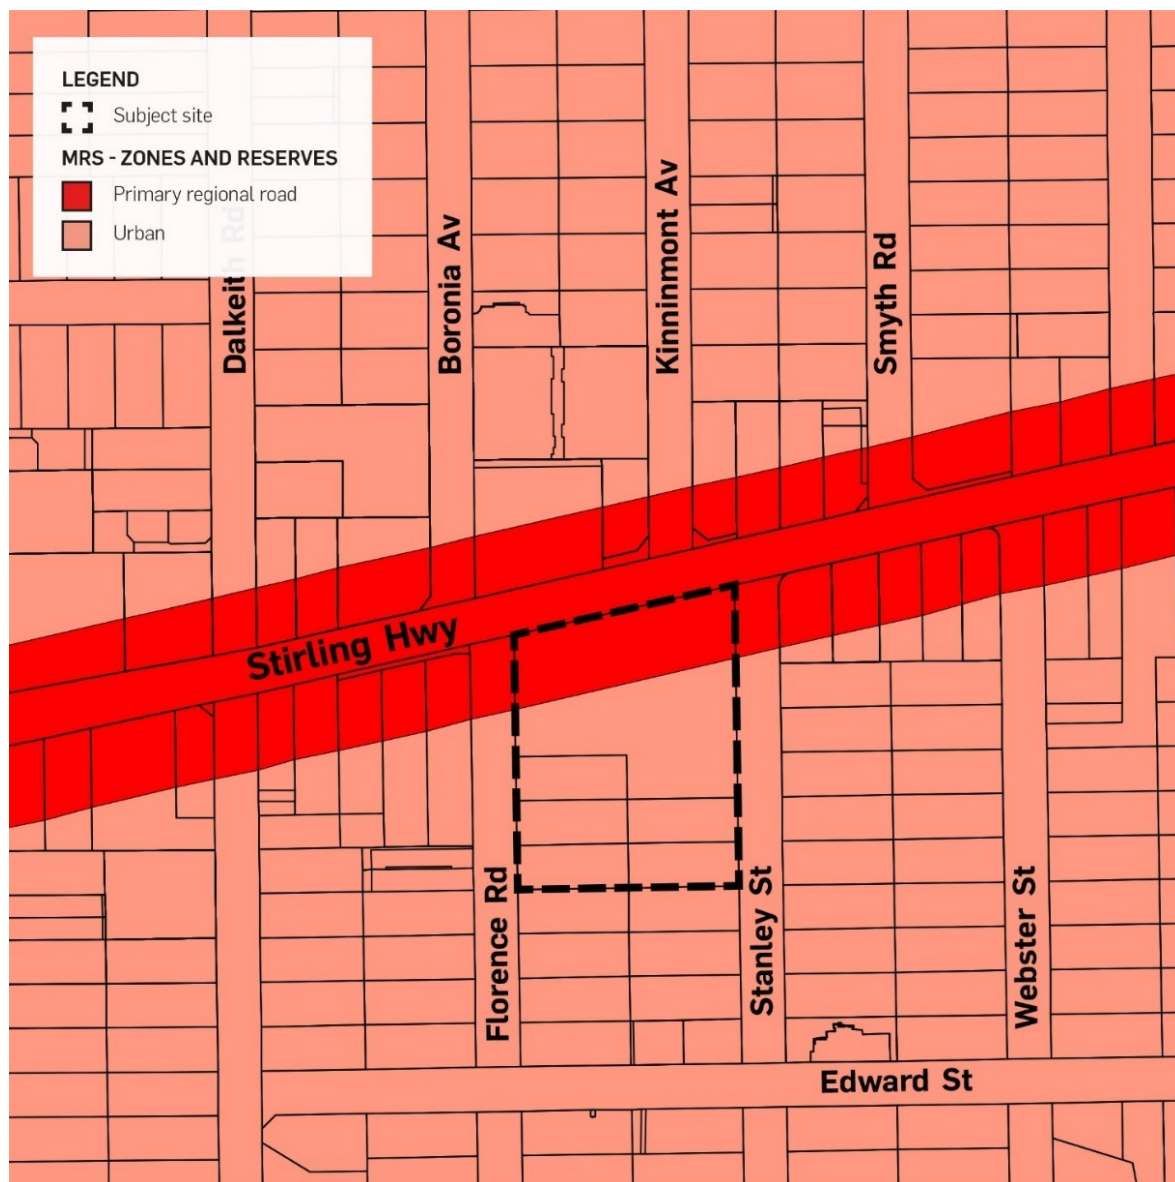 LEGEND
Subject site
MRS - ZONES AND RESERVES
Primary regional road
Urban
Dalkeith Rd
Boronia Av
Kinninmont Av
Smyth Rd
Stirling Hwy
Florence Rd
Stanley St
Webster St
Edward St